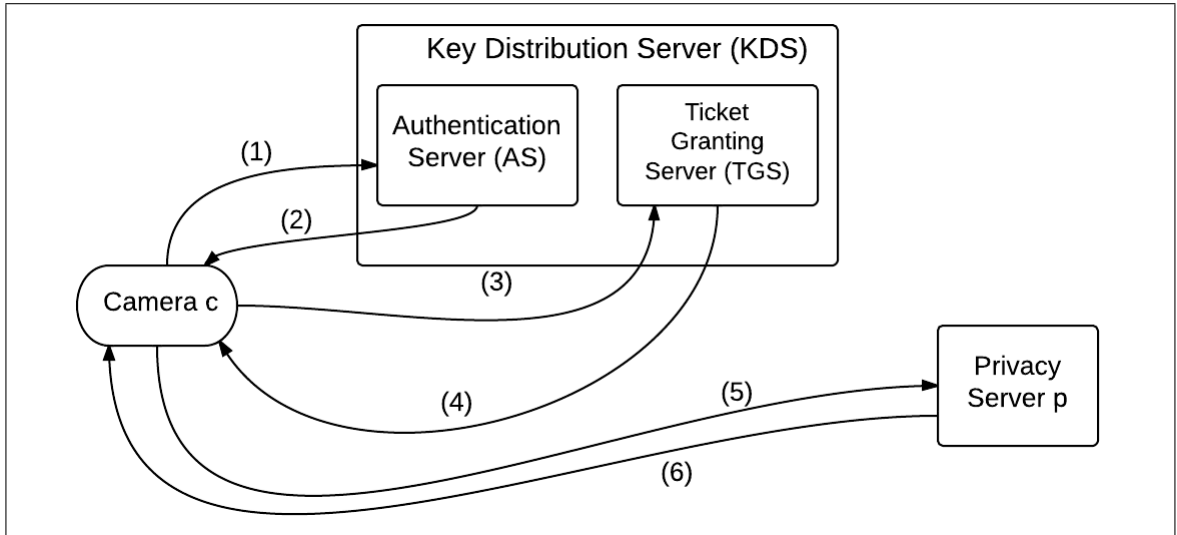 Key Distribution Server (KDS)
Authentication
Server (AS)
Ticket
Granting
Server (TGS)
(1)
(2)
(3)
Camera c
(4)
(5)
(6)
Privacy
Server p